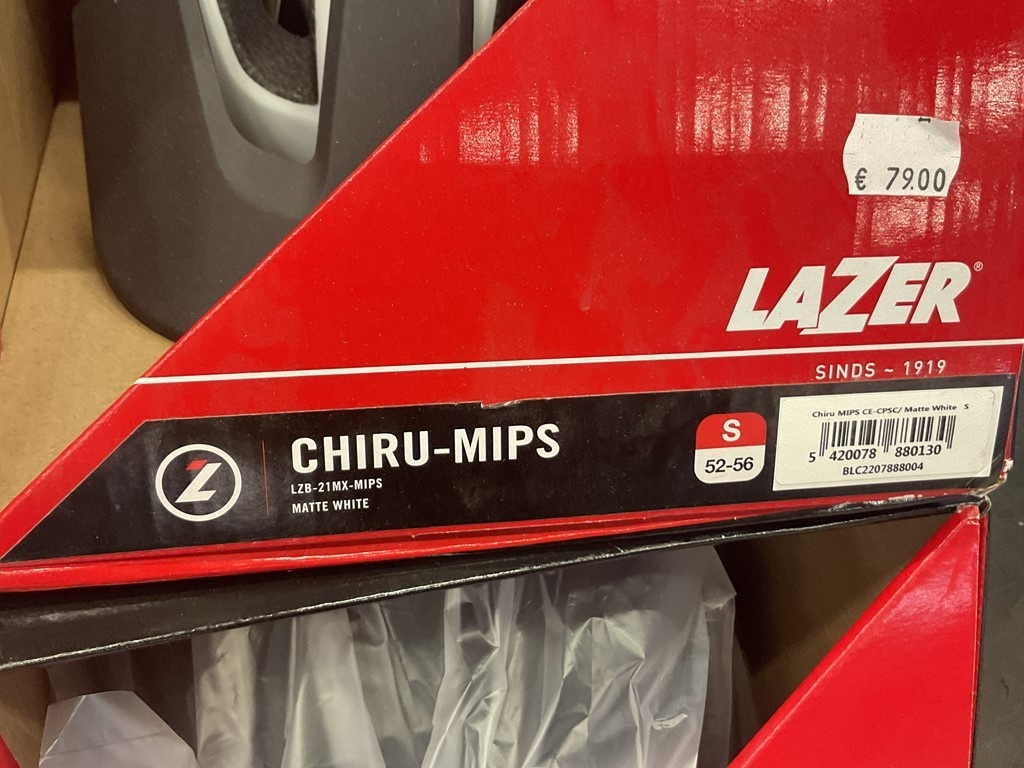 € 79.00
LAZER®
SINDS ~ 1919
CHIRU-MIPS
LZB-21MX-MIPS
MATTE WHITE
S
52-56
Chiru MIPS CE-CPSC/ Matte White S
5 420078 880130
BLC2207888004